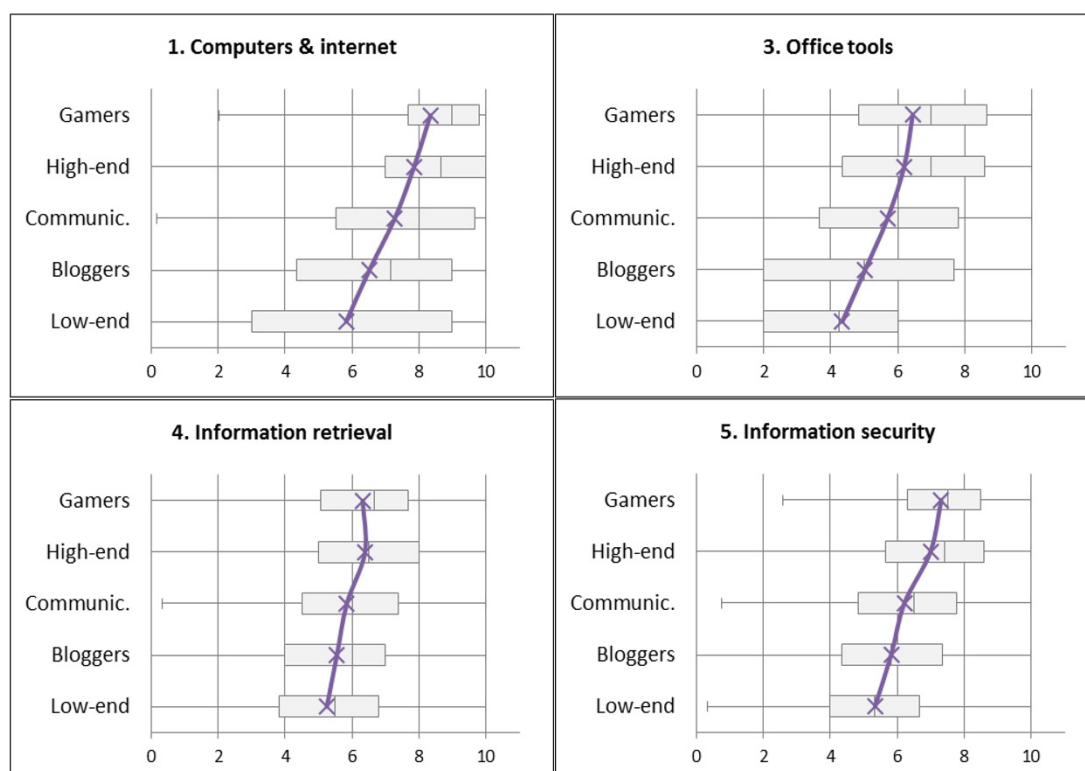 1. Computers & internet
Gamers
High-end
Communic.
Bloggers
Low-end
0 2 4 6 8 10
3. Office tools
Gamers
High-end
Communic.
Bloggers
Low-end
0 2 4 6 8 10
4. Information retrieval
Gamers
High-end
Communic.
Bloggers
Low-end
0 2 4 6 8 10
5. Information security
Gamers
High-end
Communic.
Bloggers
Low-end
0 2 4 6 8 10